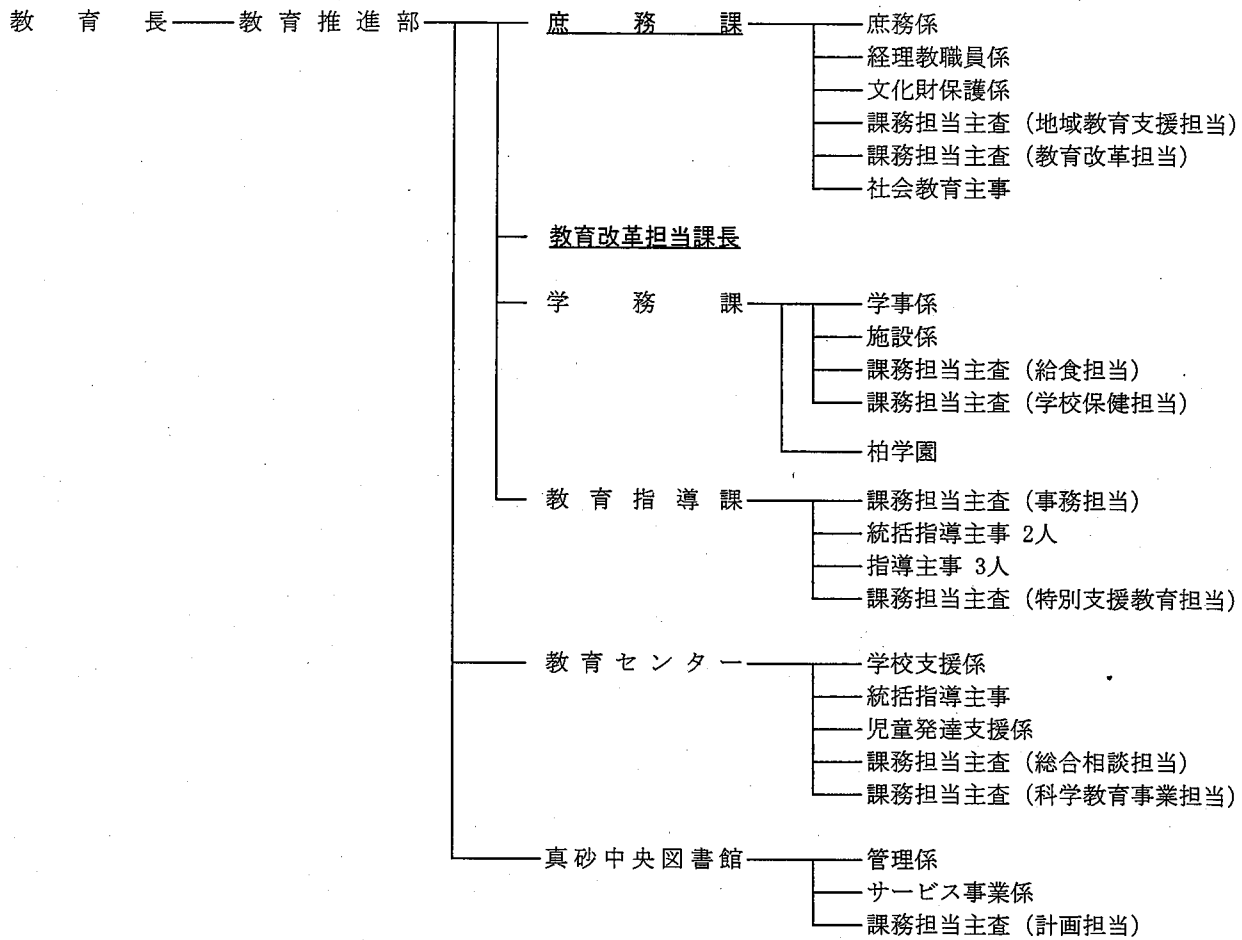 教育長 教育推進部 庶務課 庶務係
経理教職員係
文化財保護係
課務担当主査（地域教育支援担当）
課務担当主査（教育改革担当）
社会教育主事
教育改革担当課長
学務課 学事係
施設係
課務担当主査（給食担当）
課務担当主査（学校保健担当）
柏学園
教育指導課 課務担当主査（事務担当）
統括指導主事 2人
指導主事 3人
課務担当主査（特別支援教育担当）
教育センター 学校支援係
統括指導主事
児童発達支援係
課務担当主査（総合相談担当）
課務担当主査（科学教育事業担当）
真砂中央図書館 管理係
サービス事業係
課務担当主査（計画担当）